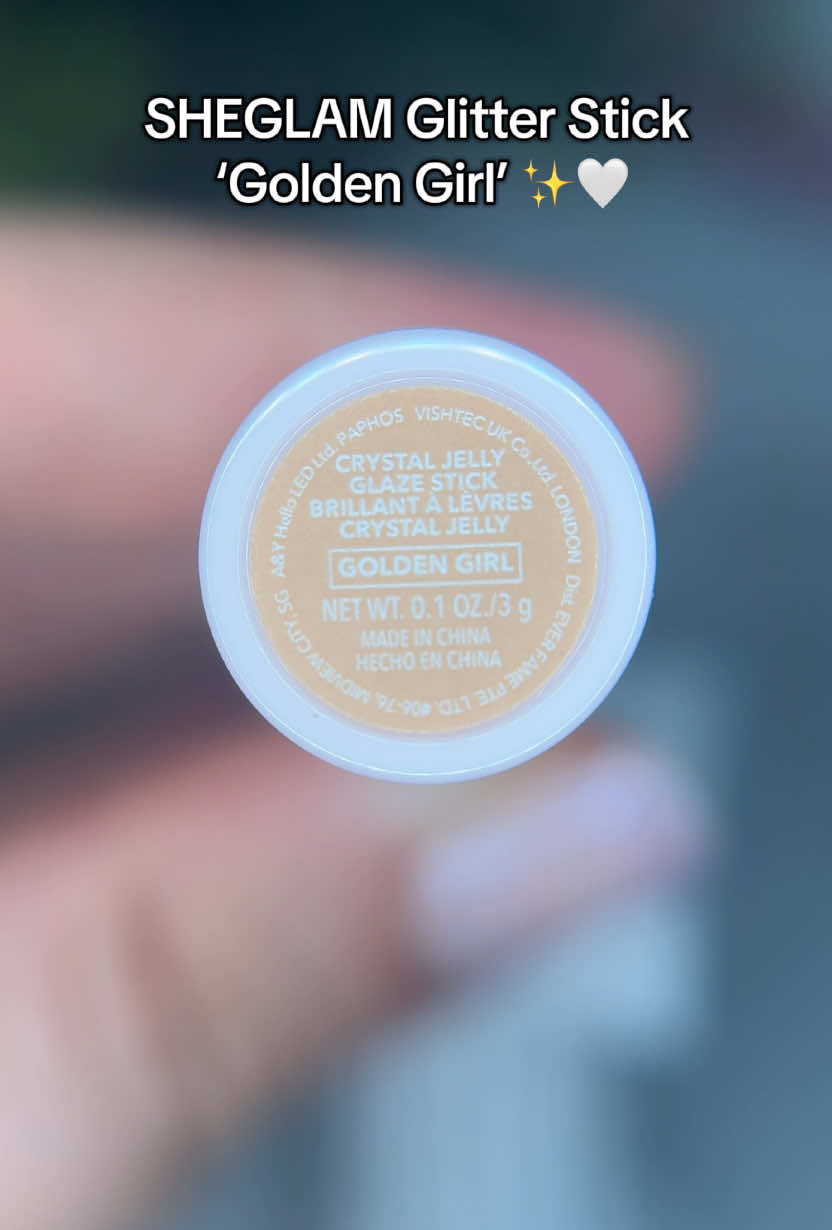 SHEGLAM Glitter Stick
‘Golden Girl’ ✨🤍
A&Y Hello LED Ltd. PAPHOS VISHTEC UK Co.,Ltd. LONDON Dist. EVER FAME PTE. LTD. #06-76, MIDVIEW CITY, SG
CRYSTAL JELLY
GLAZE STICK
BRILLANT À LÈVRES
CRYSTAL JELLY
GOLDEN GIRL
NET WT. 0.1 OZ./3 g
MADE IN CHINA
HECHO EN CHINA